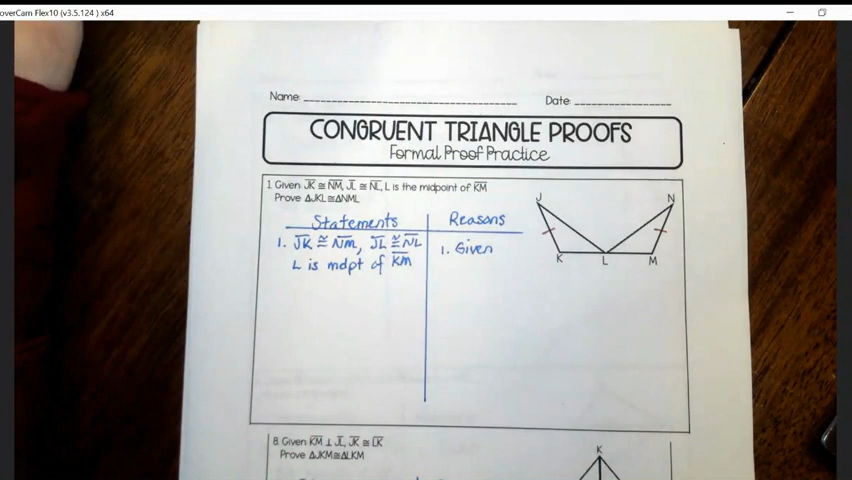 overCam Flex10 (v3.5.124 ) x64
Name: Date:
CONGRUENT TRIANGLE PROOFS
Formal Proof Practice
1. Given JK ≅ NM, JL ≅ NL, L is the midpoint of KM
Prove ΔJKL≅ΔNML
Statements Reasons
1. JK ≅ NM, JL ≅ NL 1. Given
L is mdpt of KM
J N
K L M
8. Given KM ⊥ JL, JK ≅ LK
Prove ΔJKM≅ΔLKM
K